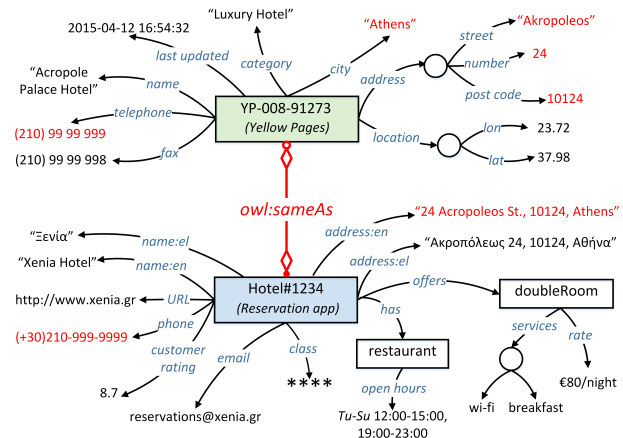 2015-04-12 16:54:32
“Luxury Hotel”
“Athens”
“Akropoleos”
last updated
category
city
street
number
24
“Acropole
Palace Hotel”
name
address
post code
10124
telephone
YP-008-91273
(Yellow Pages)
(210) 99 99 999
(210) 99 99 998
fax
location
lon
23.72
lat
37.98
owl:sameAs
“Ξενία”
name:el
address:en
“24 Acropoleos St., 10124, Athens”
“Xenia Hotel”
name:en
address:el
“Ακροπόλεως 24, 10124, Αθήνα”
http://www.xenia.gr
URL
Hotel#1234
(Reservation app)
offers
doubleRoom
(+30)210-999-9999
phone
has
services
rate
customer
rating
email
class
restaurant
8.7
****
open hours
€80/night
reservations@xenia.gr
Tu-Su 12:00-15:00,
19:00-23:00
wi-fi
breakfast